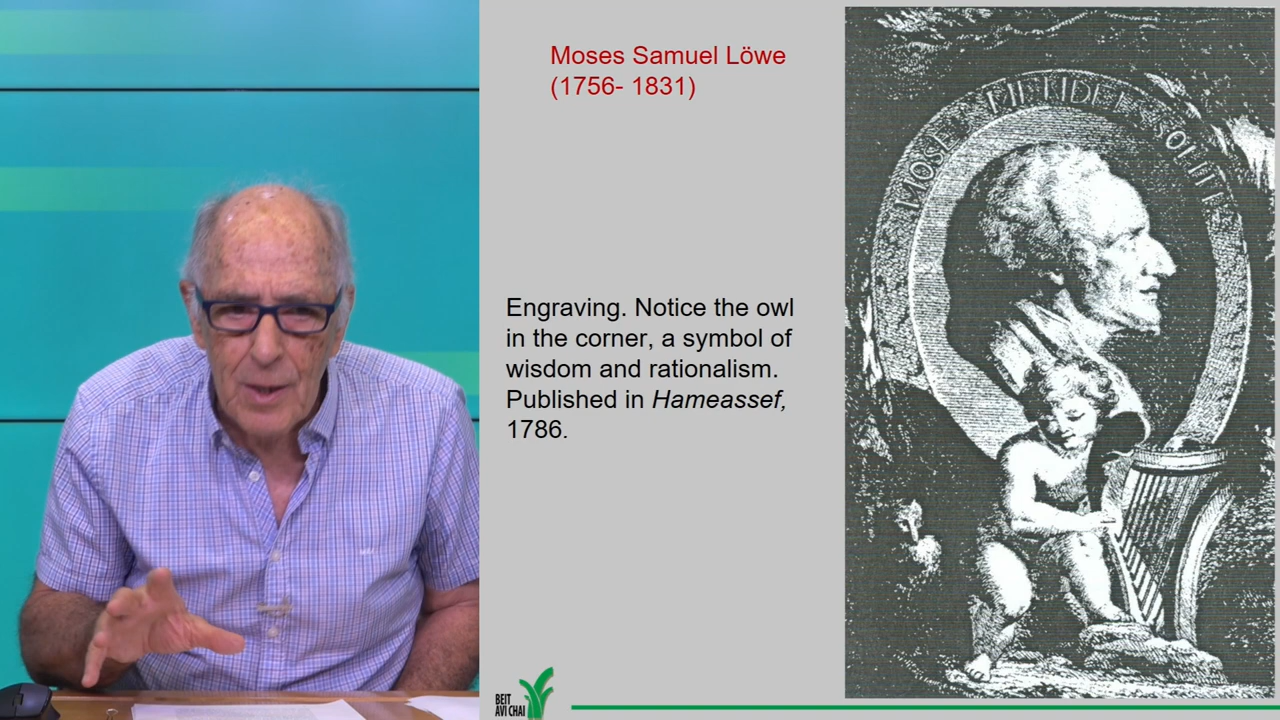 Moses Samuel Löwe
(1756- 1831)
Engraving. Notice the owl
in the corner, a symbol of
wisdom and rationalism.
Published in Hameassef,
1786.
BEIT
AVI CHAI